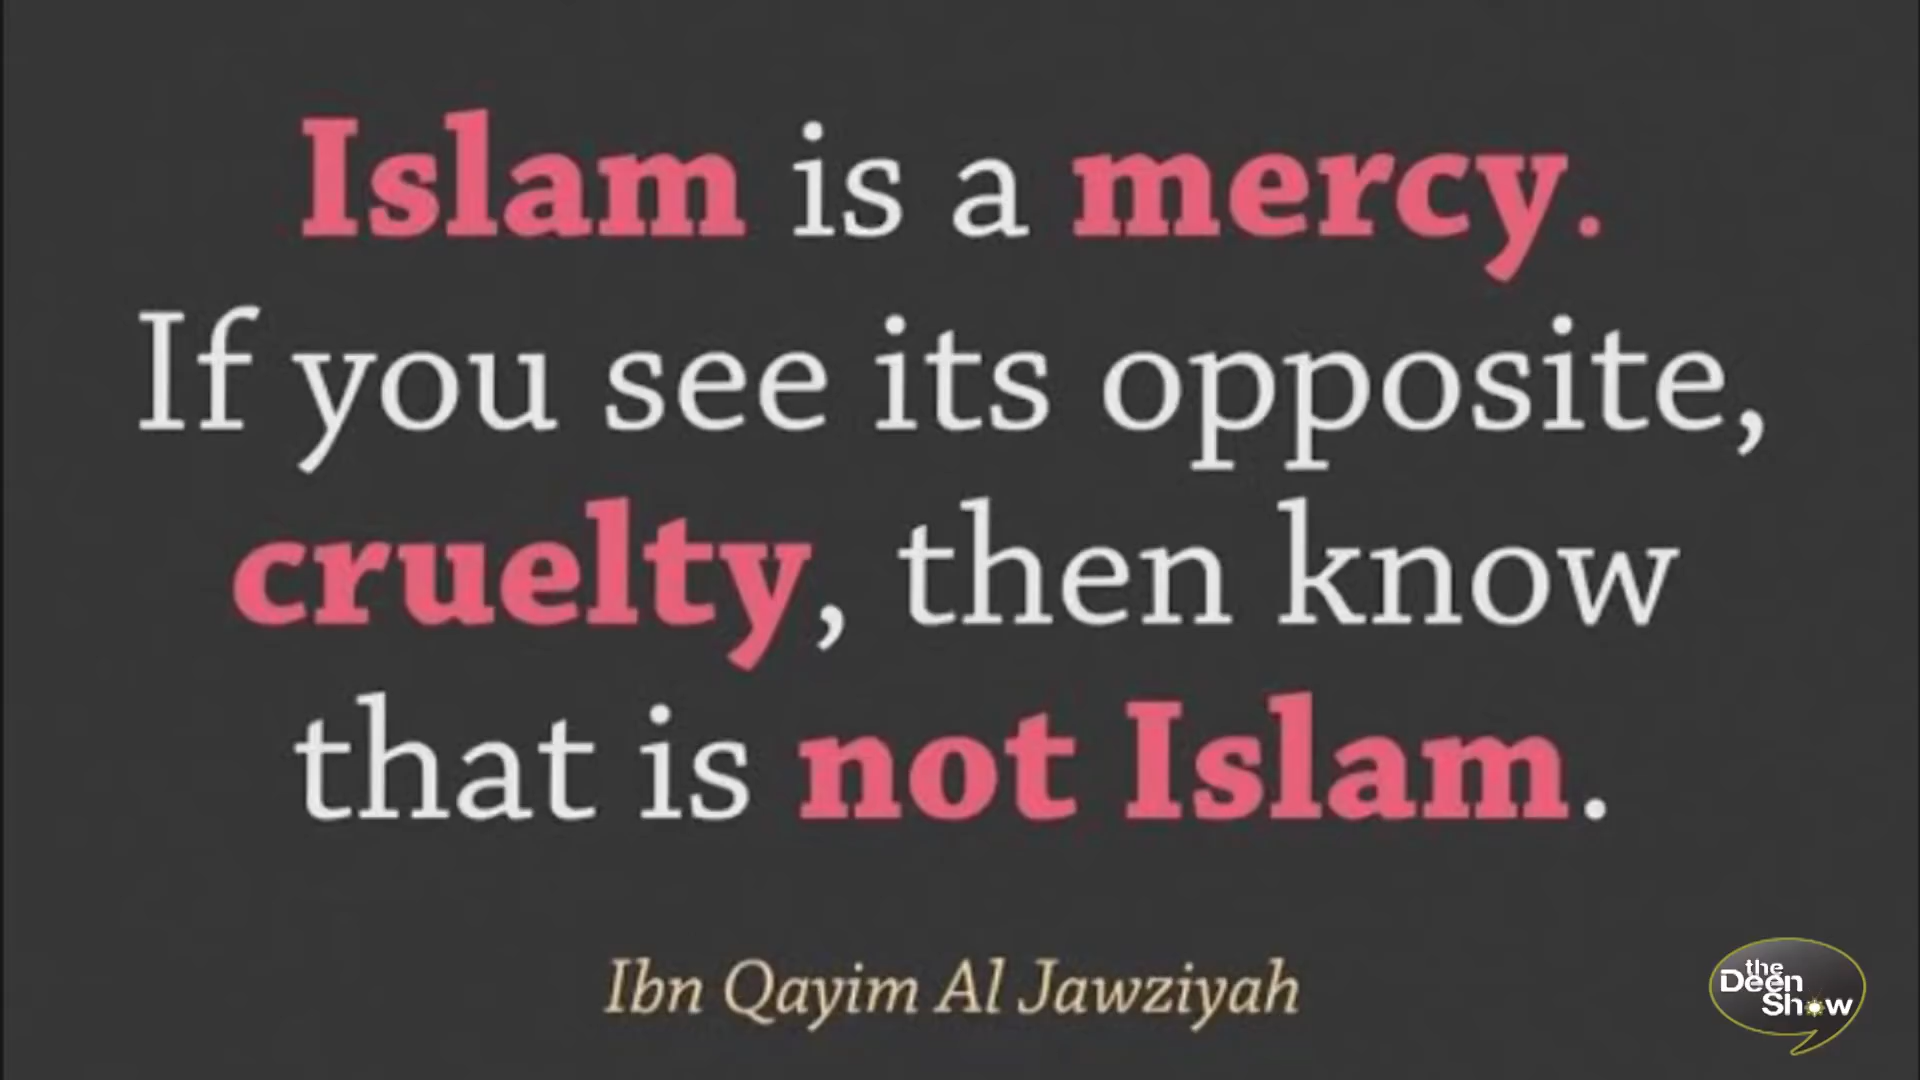 Islam is a mercy.
If you see its opposite,
cruelty, then know
that is not Islam.
Ibn Qayim Al Jawziyah
the
Deen
Show